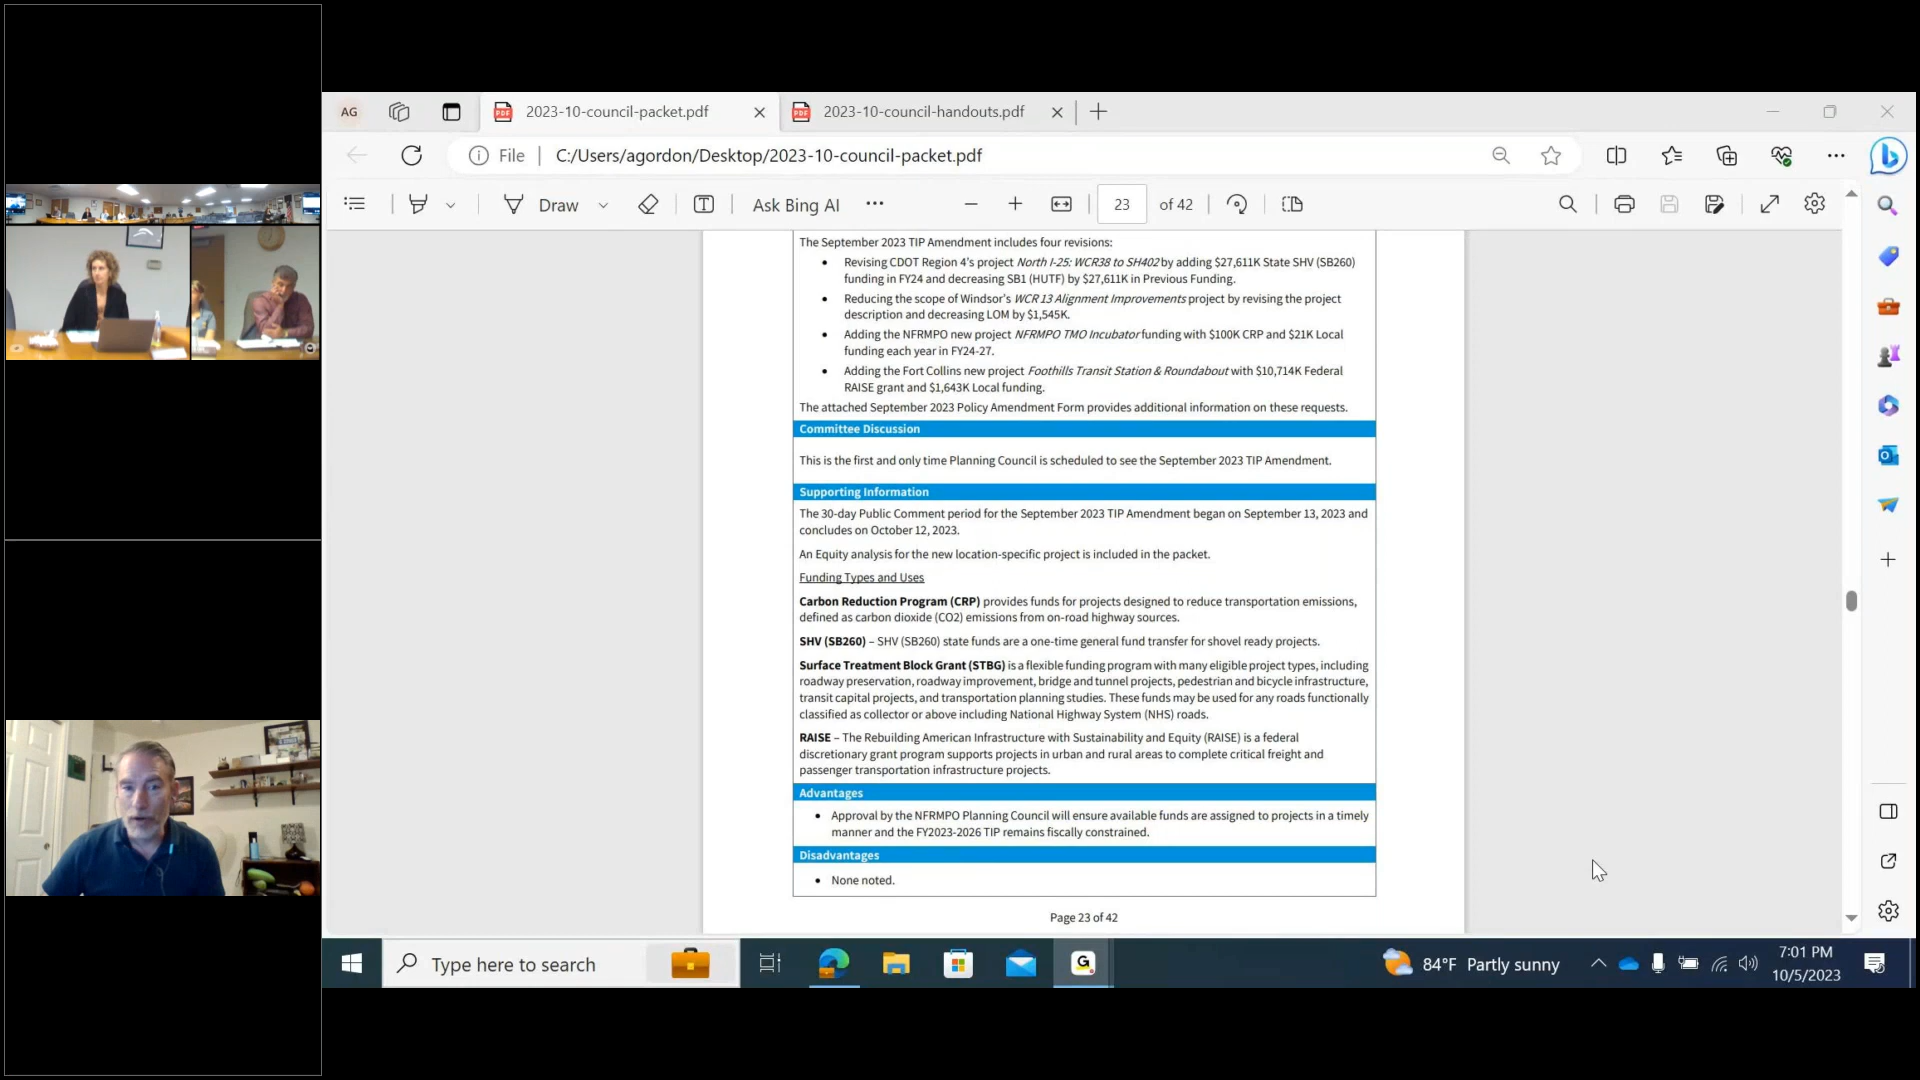 AG
2023-10-council-packet.pdf
2023-10-council-handouts.pdf
File
C:/Users/agordon/Desktop/2023-10-council-packet.pdf
Draw
Ask Bing AI
23 of 42
The September 2023 TIP Amendment includes four revisions:
• Revising CDOT Region 4's project North I-25: WCR38 to SH402 by adding $27,611K State SHV (SB260)
funding in FY24 and decreasing SB1 (HUTF) by $27,611K in Previous Funding.
• Reducing the scope of Windsor's WCR 13 Alignment Improvements project by revising the project
description and decreasing LOM by $1,545K.
• Adding the NFRMPO new project NFRMPO TMO Incubator funding with $100K CRP and $21K Local
funding each year in FY24-27.
• Adding the Fort Collins new project Foothills Transit Station & Roundabout with $10,714K Federal
RAISE grant and $1,643K Local funding.
The attached September 2023 Policy Amendment Form provides additional information on these requests.
Committee Discussion
This is the first and only time Planning Council is scheduled to see the September 2023 TIP Amendment.
Supporting Information
The 30-day Public Comment period for the September 2023 TIP Amendment began on September 13, 2023 and
concludes on October 12, 2023.
An Equity analysis for the new location-specific project is included in the packet.
Funding Types and Uses
Carbon Reduction Program (CRP) provides funds for projects designed to reduce transportation emissions,
defined as carbon dioxide (CO2) emissions from on-road highway sources.
SHV (SB260) – SHV (SB260) state funds are a one-time general fund transfer for shovel ready projects.
Surface Treatment Block Grant (STBG) is a flexible funding program with many eligible project types, including
roadway preservation, roadway improvement, bridge and tunnel projects, pedestrian and bicycle infrastructure,
transit capital projects, and transportation planning studies. These funds may be used for any roads functionally
classified as collector or above including National Highway System (NHS) roads.
RAISE – The Rebuilding American Infrastructure with Sustainability and Equity (RAISE) is a federal
discretionary grant program supports projects in urban and rural areas to complete critical freight and
passenger transportation infrastructure projects.
Advantages
• Approval by the NFRMPO Planning Council will ensure available funds are assigned to projects in a timely
manner and the FY2023-2026 TIP remains fiscally constrained.
Disadvantages
• None noted.
Page 23 of 42
Type here to search
84°F Partly sunny
7:01 PM
10/5/2023